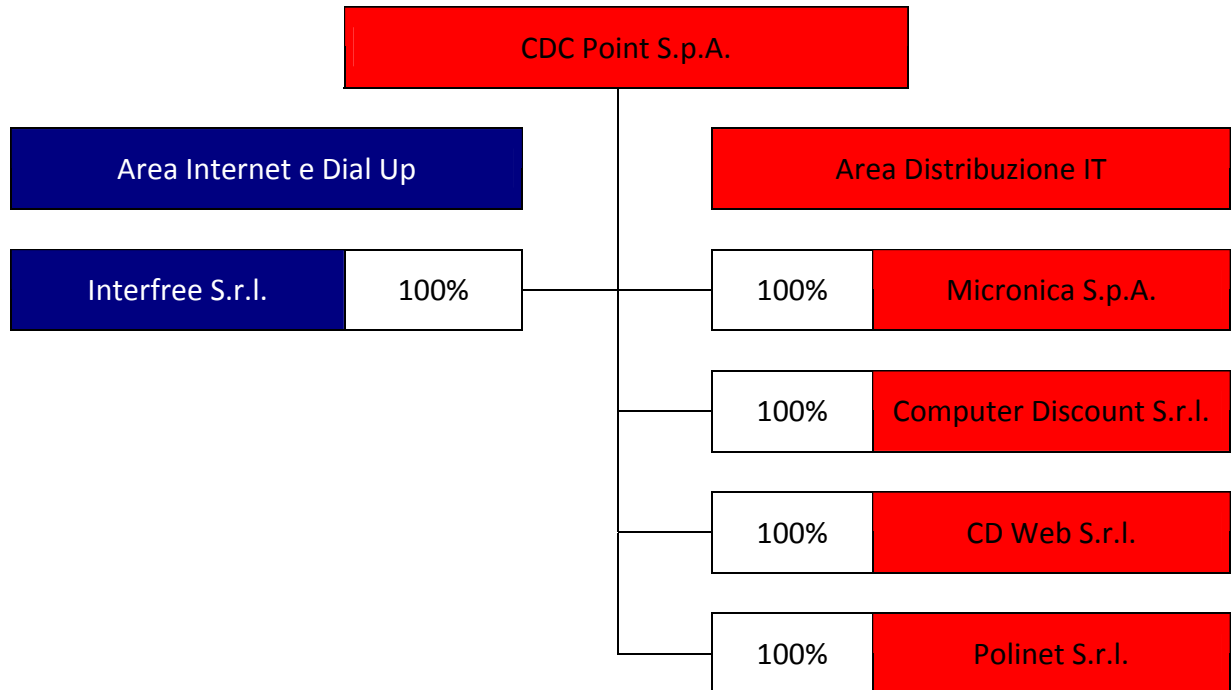 CDC Point S.p.A.
Area Internet e Dial Up
Area Distribuzione IT
Interfree S.r.l. 100%
100% Micronica S.p.A.
100% Computer Discount S.r.l.
100% CD Web S.r.l.
100% Polinet S.r.l.